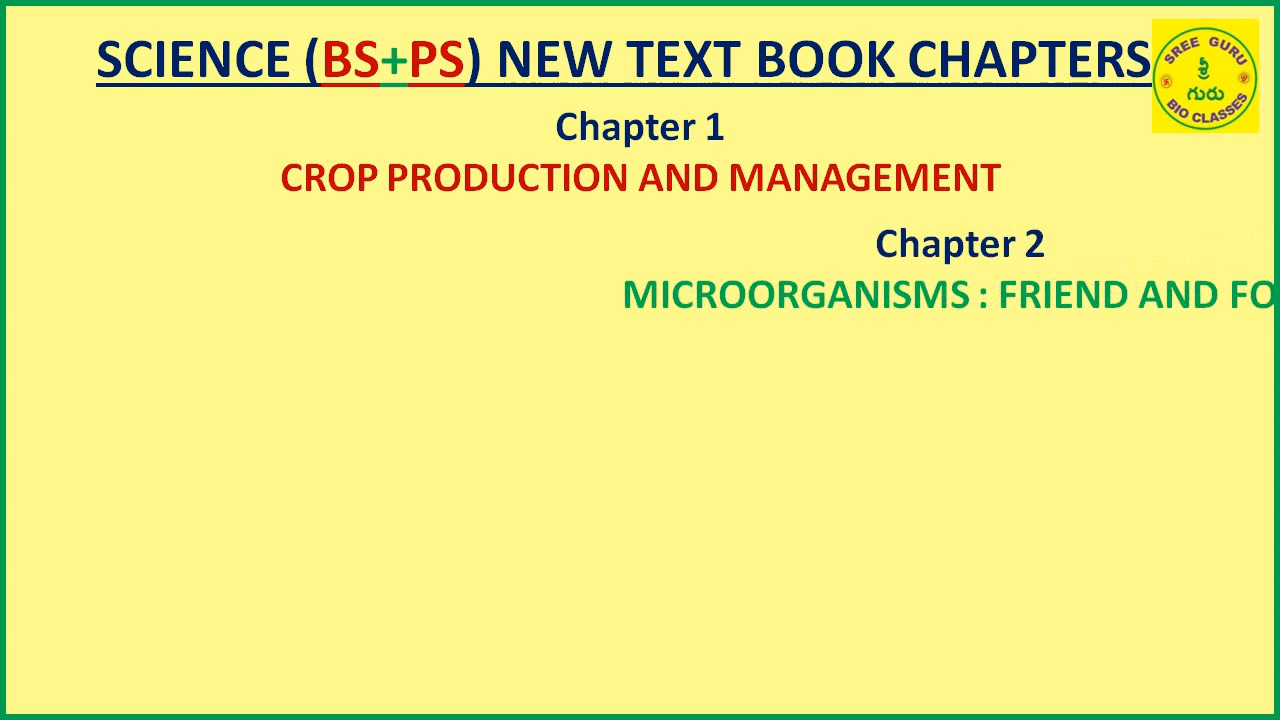 SCIENCE (BS+PS) NEW TEXT BOOK CHAPTERS
SREE GURU
శ్రీ
గురు
BIO CLASSES
Chapter 1
CROP PRODUCTION AND MANAGEMENT
Chapter 2
MICROORGANISMS : FRIEND AND FO